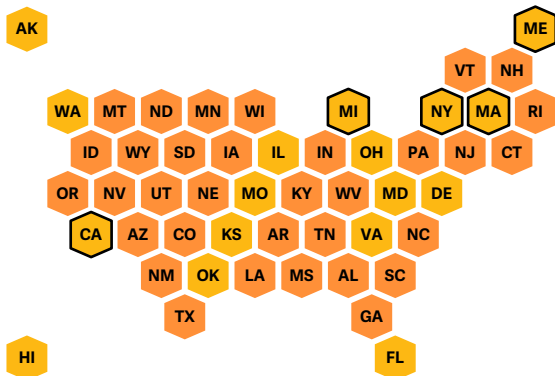 AK ME
VT NH
WA MT ND MN WI MI NY MA RI
ID WY SD IA IL IN OH PA NJ CT
OR NV UT NE MO KY WV MD DE
CA AZ CO KS AR TN VA NC
NM OK LA MS AL SC
TX GA
HI FL